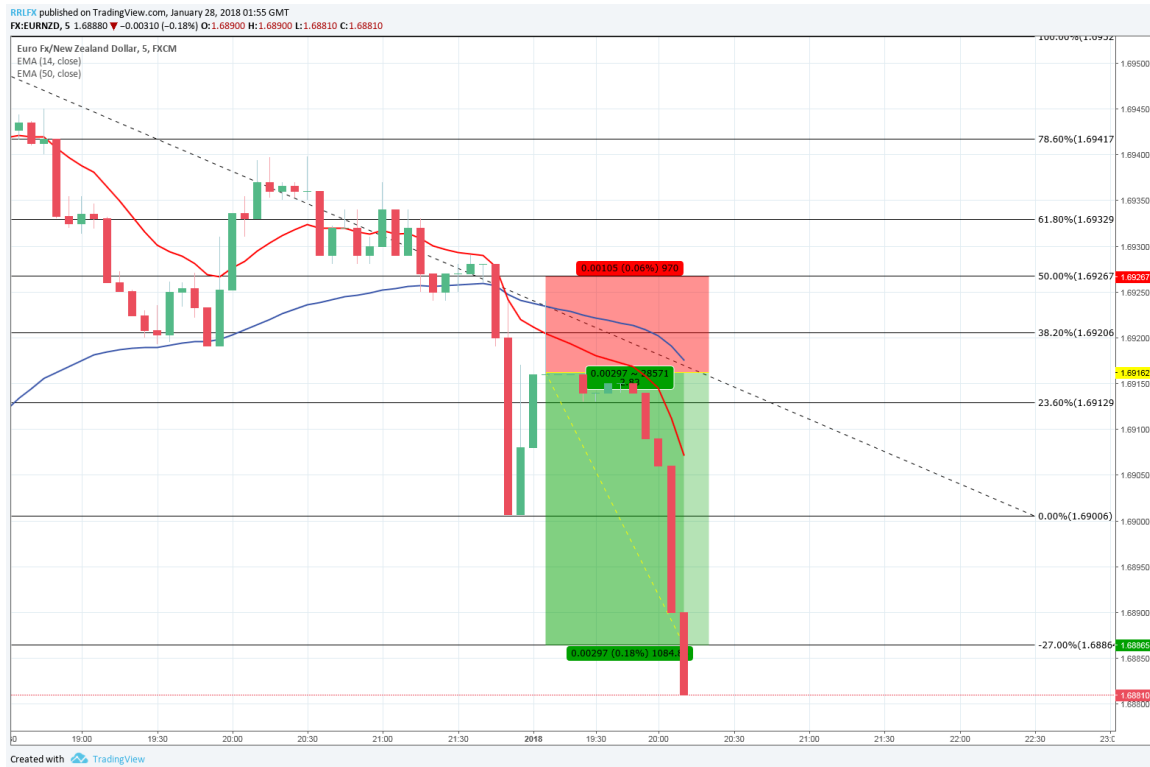 RRLFX published on TradingView.com, January 28, 2018 01:55 GMT
FX:EURNZD, 5 1.68880 ▼ −0.00310 (−0.18%) O:1.68900 H:1.68900 L:1.68810 C:1.68810
Euro Fx/New Zealand Dollar, 5, FXCM
EMA (14, close)
EMA (50, close)
1.69500
1.69450
78.60%(1.69417
1.69400
1.69350
61.80%(1.69329
1.69300
0.00105 (0.06%) 970
50.00%(1.69267
1.69267
1.69250
38.20%(1.69206
1.69200
0.00297 ~ 28571
1.69162
1.69150
23.60%(1.69129
1.69100
1.69050
0.00%(1.69006)
1.69000
1.68950
1.68900
-27.00%(1.6886
1.68865
0.00297 (0.18%) 1084.
1.68850
1.68810
1.68800
19:00 19:30 20:00 20:30 21:00 21:30 2018 19:30 20:00 20:30 21:00 21:30 22:00 22:30
Created with TradingView